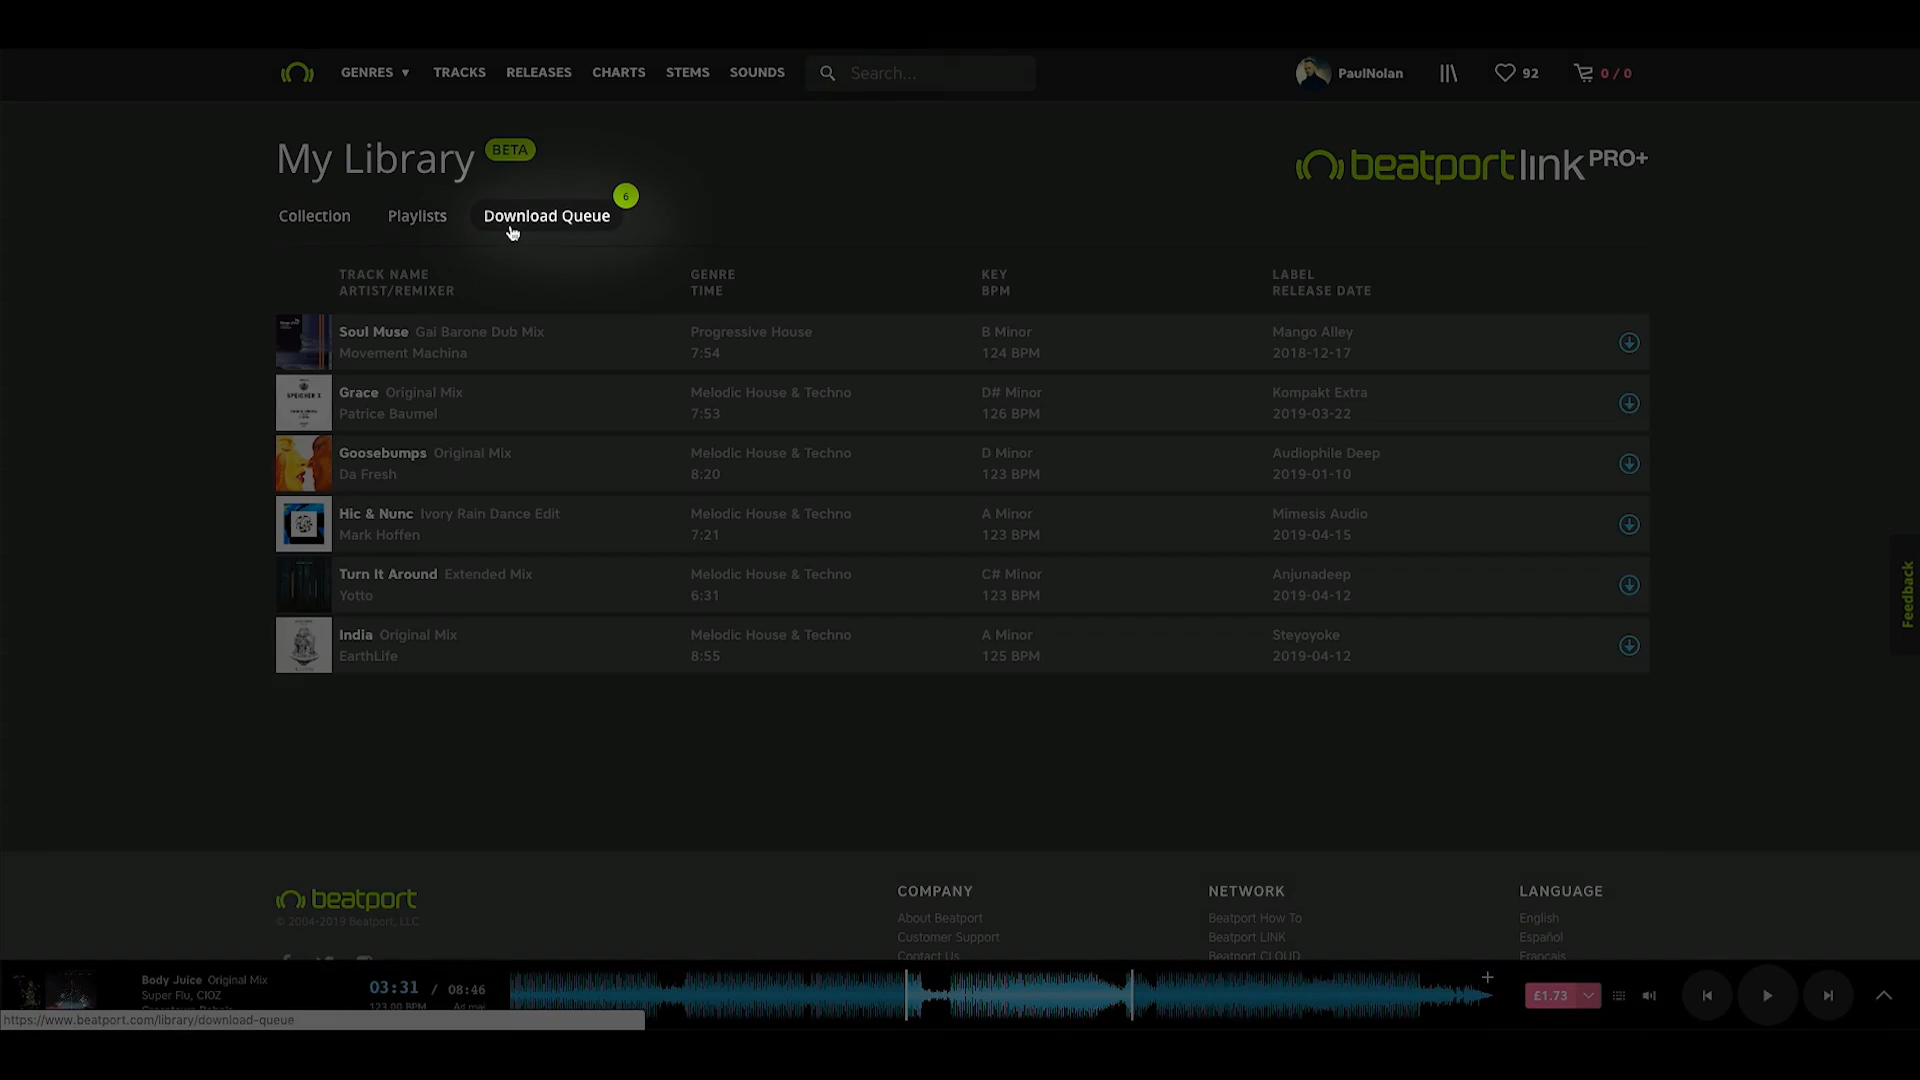 GENRES ▼ TRACKS RELEASES CHARTS STEMS SOUNDS Search... PaulNolan 92 0 / 0
My Library BETA
beatport link PRO+
Collection Playlists Download Queue 6
TRACK NAME GENRE KEY LABEL
ARTIST/REMIXER TIME BPM RELEASE DATE
Soul Muse Gai Barone Dub Mix Progressive House B Minor Mango Alley
Movement Machina 7:54 124 BPM 2018-12-17
Grace Original Mix Melodic House & Techno D# Minor Kompakt Extra
Patrice Baumel 7:53 126 BPM 2019-03-22
Goosebumps Original Mix Melodic House & Techno D Minor Audiophile Deep
Da Fresh 8:20 123 BPM 2019-01-10
Hic & Nunc Ivory Rain Dance Edit Melodic House & Techno A Minor Mimesis Audio
Mark Hoffen 7:21 123 BPM 2019-04-15
Turn It Around Extended Mix Melodic House & Techno C# Minor Anjunadeep
Yotto 6:31 123 BPM 2019-04-12
India Original Mix Melodic House & Techno A Minor Steyoyoke
EarthLife 8:55 125 BPM 2019-04-12
Feedback
beatport COMPANY NETWORK LANGUAGE
© 2004-2019 Beatport, LLC About Beatport Beatport How To English
Customer Support Beatport LINK Español
Contact Us Beatport CLOUD Français
Body Juice Original Mix 03:31 / 08:46 £1.73
Super Flu, CIOZ
123.00 BPM
https://www.beatport.com/library/download-queue